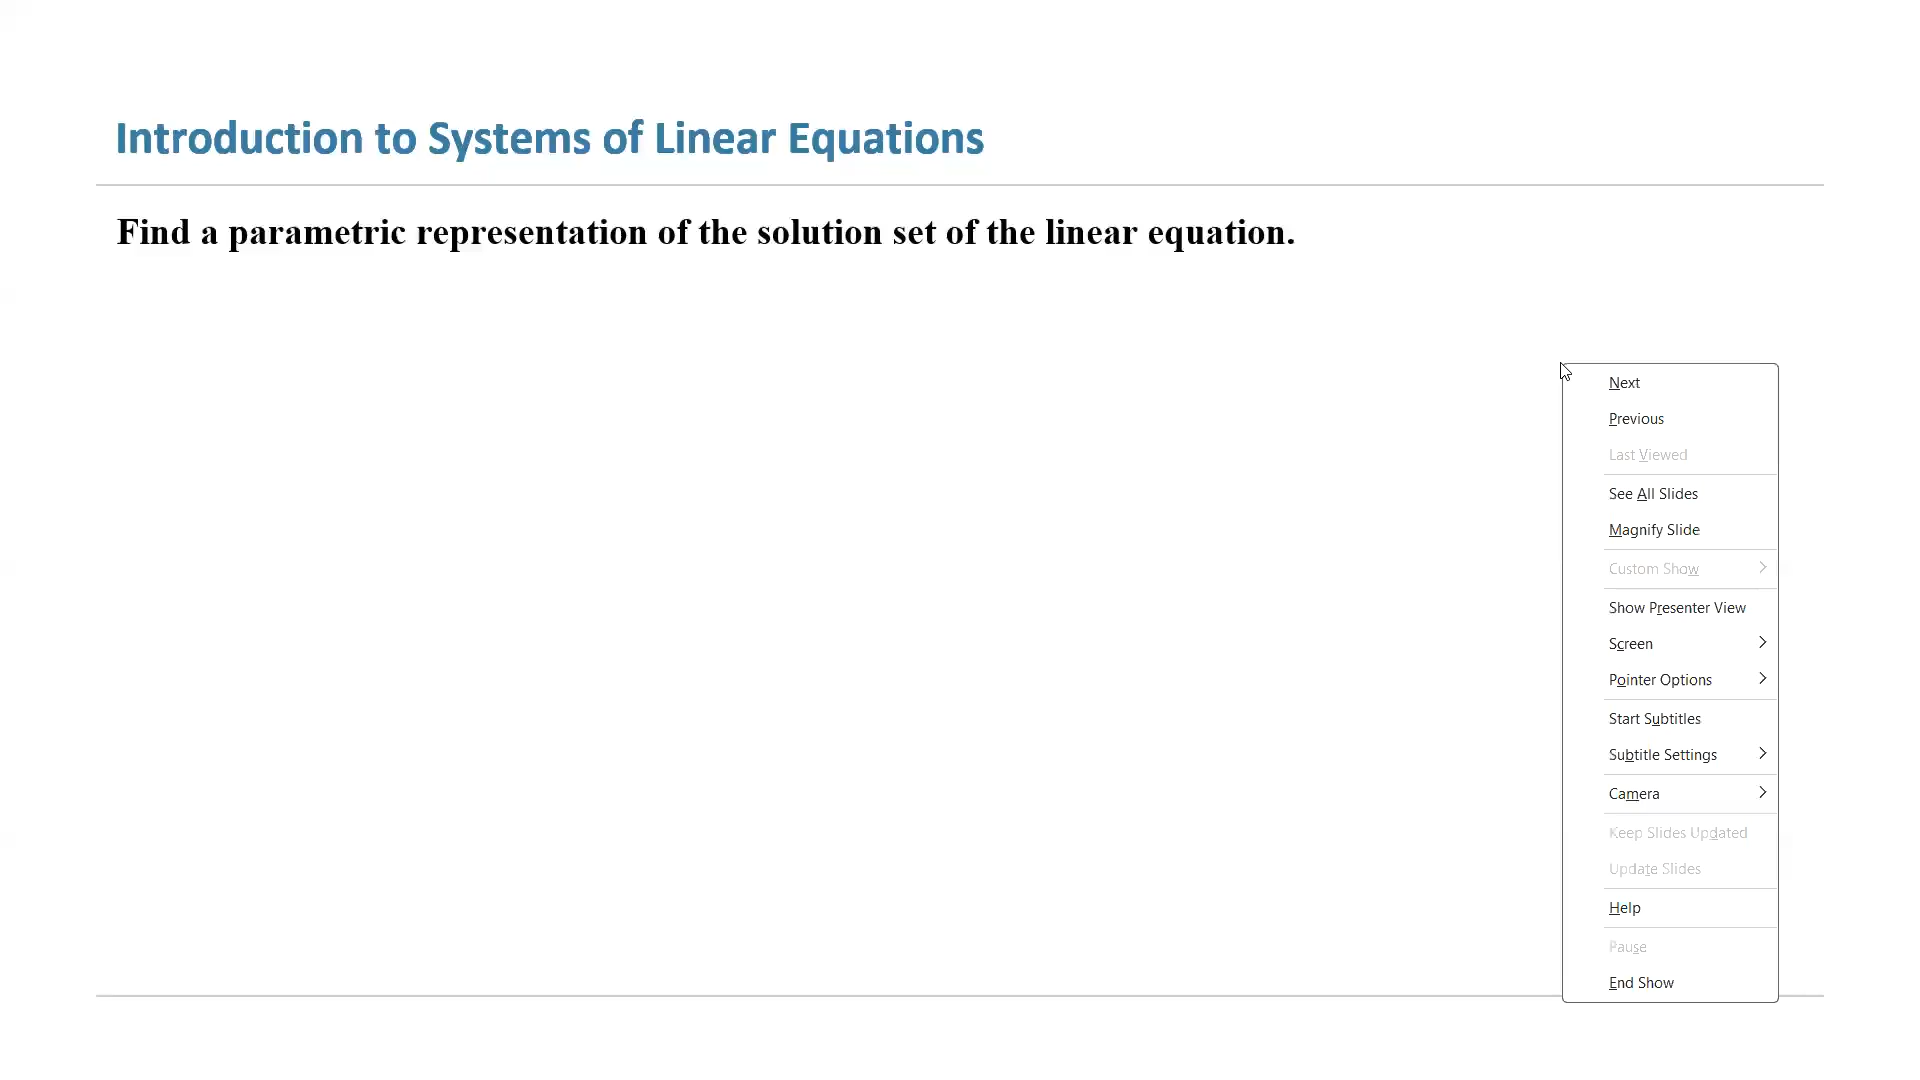 Introduction to Systems of Linear Equations
Find a parametric representation of the solution set of the linear equation.
Next
Previous
Last Viewed
See All Slides
Magnify Slide
Custom Show
Show Presenter View
Screen
Pointer Options
Start Subtitles
Subtitle Settings
Camera
Keep Slides Updated
Update Slides
Help
Pause
End Show